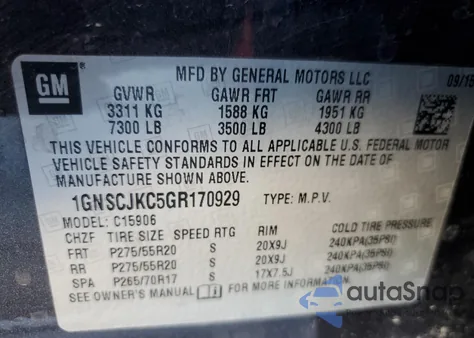 GM
MFD BY GENERAL MOTORS LLC 09/15
GVWR GAWR FRT GAWR RR
3311 KG 1588 KG 1951 KG
7300 LB 3500 LB 4300 LB
THIS VEHICLE CONFORMS TO ALL APPLICABLE U.S. FEDERAL MOTOR
VEHICLE SAFETY STANDARDS IN EFFECT ON THE DATE OF
MANUFACTURE SHOWN ABOVE.
1GNSCJKC5GR170929 TYPE: M.P.V.
MODEL: C15906
CHZF TIRE SIZE SPEED RTG RIM COLD TIRE PRESSURE
FRT P275/55R20 S 20X9J 240KPA(35PSI)
RR P275/55R20 S 20X9J 240KPA(35PSI)
SPA P265/70R17 S 17X7.5J 240KPA(35PSI)
SEE OWNER'S MANUAL FOR MORE INFORMATION.
autoSnap